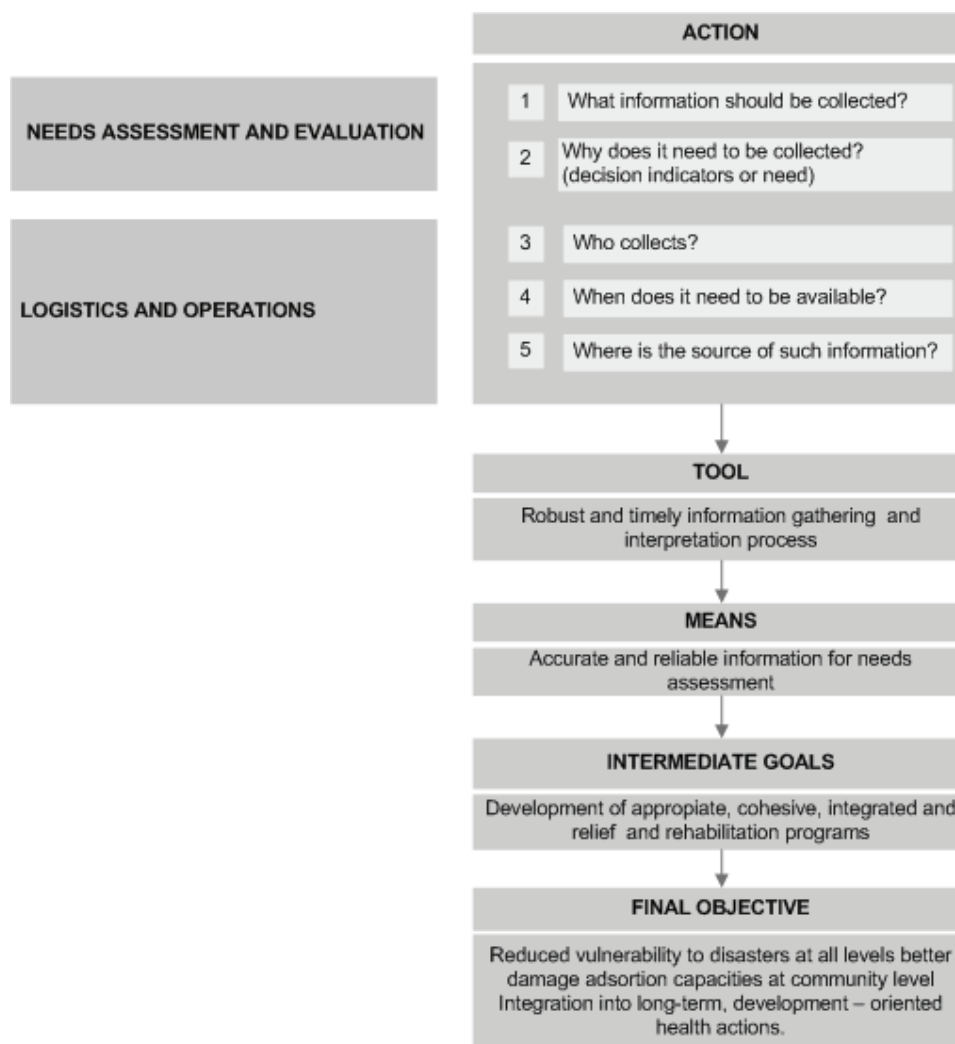 ACTION
NEEDS ASSESSMENT AND EVALUATION
1 What information should be collected?
2 Why does it need to be collected?
(decision indicators or need)
LOGISTICS AND OPERATIONS
3 Who collects?
4 When does it need to be available?
5 Where is the source of such information?
TOOL
Robust and timely information gathering and
interpretation process
MEANS
Accurate and reliable information for needs
assessment
INTERMEDIATE GOALS
Development of appropiate, cohesive, integrated and
relief and rehabilitation programs
FINAL OBJECTIVE
Reduced vulnerability to disasters at all levels better
damage adsortion capacities at community level
Integration into long-term, development – oriented
health actions.